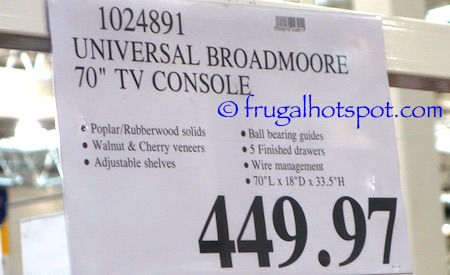 1024891
UNIVERSAL BROADMOORE
70" TV CONSOLE
© frugalhotspot.com
• Poplar/Rubberwood solids
• Walnut & Cherry veneers
• Adjustable shelves
• Ball bearing guides
• 5 Finished drawers
• Wire management
• 70"L x 18"D x 33.5"H
449.97